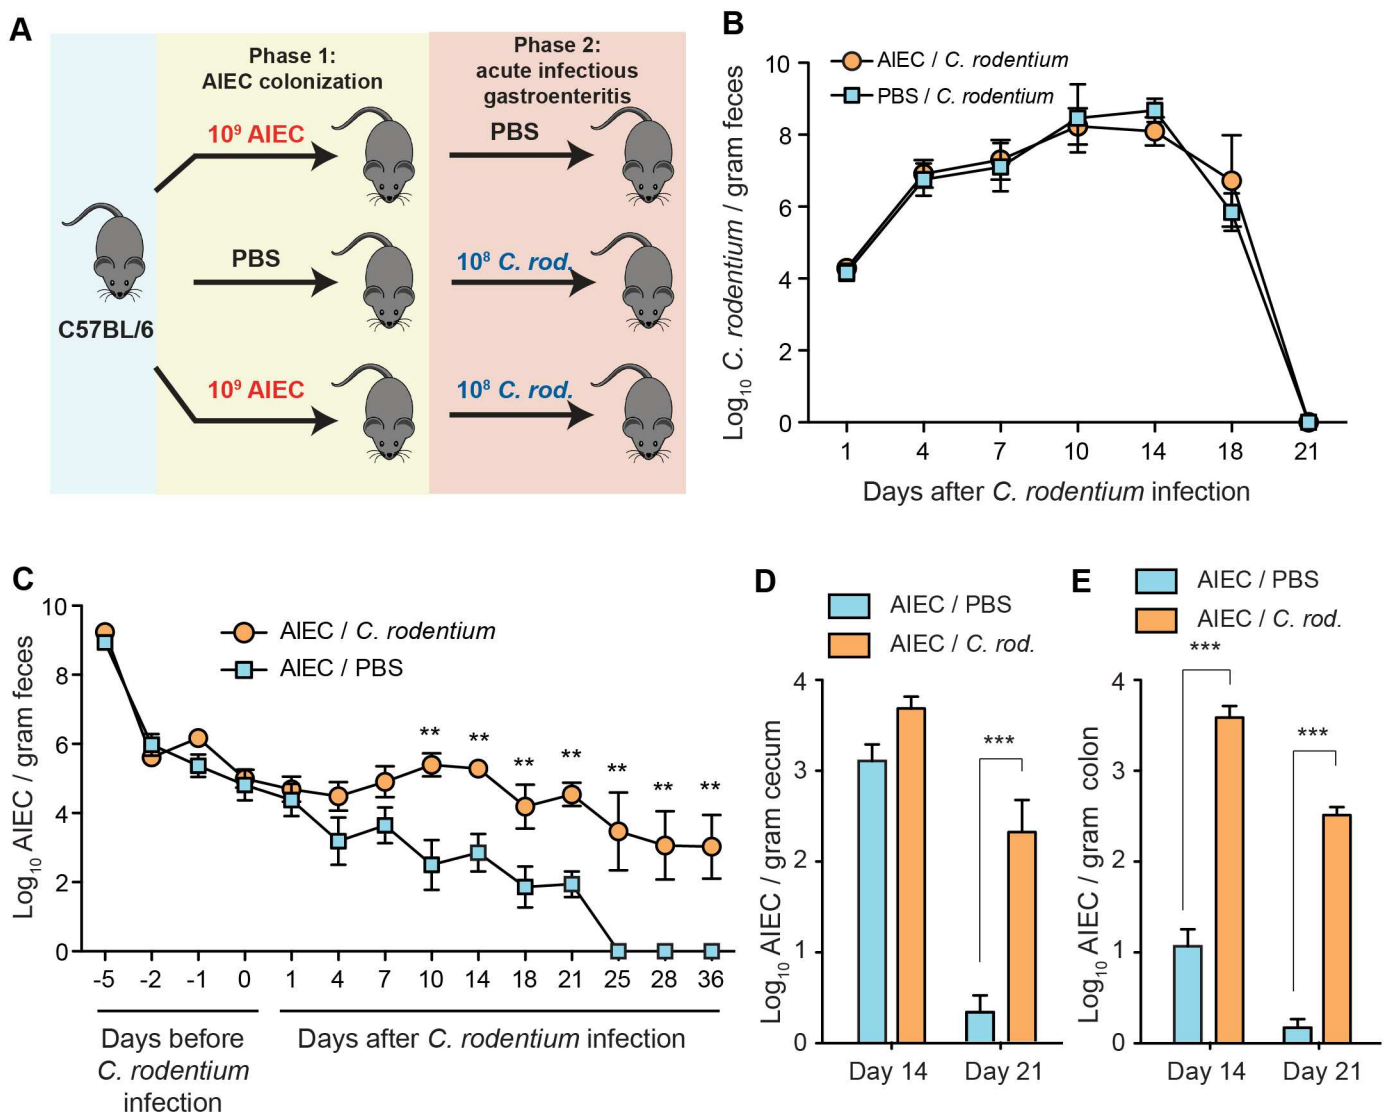 A
Phase 1:
AIEC colonization
Phase 2:
acute infectious
gastroenteritis
10⁹ AIEC
PBS
PBS
10⁸ C. rod.
C57BL/6
10⁹ AIEC
10⁸ C. rod.
B
AIEC / C. rodentium
PBS / C. rodentium
Log₁₀ C. rodentium / gram feces
10
8
6
4
2
0
1 4 7 10 14 18 21
Days after C. rodentium infection
C
AIEC / C. rodentium
AIEC / PBS
Log₁₀ AIEC / gram feces
10
8
6
4
2
0
** ** ** ** ** ** **
-5 -2 -1 0 1 4 7 10 14 18 21 25 28 36
Days before
C. rodentium
infection
Days after C. rodentium infection
D
AIEC / PBS
AIEC / C. rod.
Log₁₀ AIEC / gram cecum
4
3
2
1
0
***
Day 14 Day 21
E
AIEC / PBS
AIEC / C. rod.
Log₁₀ AIEC / gram colon
4
3
2
1
0
***
***
Day 14 Day 21